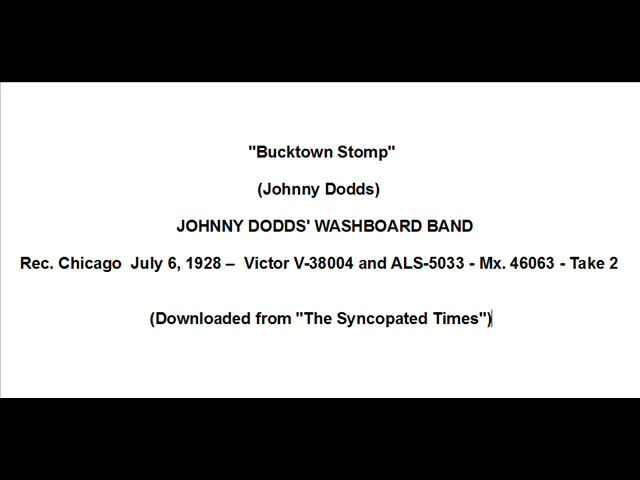 "Bucktown Stomp"
(Johnny Dodds)
JOHNNY DODDS' WASHBOARD BAND
Rec. Chicago  July 6, 1928 –  Victor V-38004 and ALS-5033 - Mx. 46063 - Take 2
(Downloaded from "The Syncopated Times")